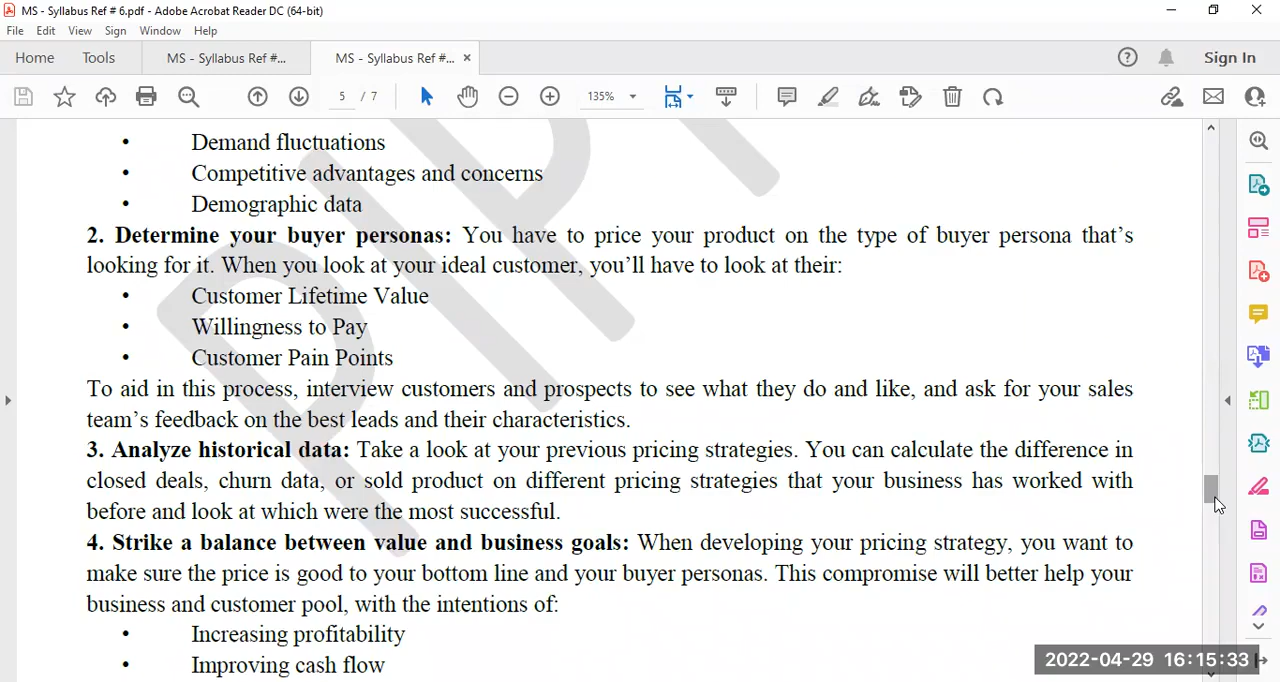 MS - Syllabus Ref # 6.pdf - Adobe Acrobat Reader DC (64-bit)
File Edit View Sign Window Help
Home Tools MS - Syllabus Ref #... MS - Syllabus Ref #... × Sign In
5 / 7 135%
• Demand fluctuations
• Competitive advantages and concerns
• Demographic data
2. Determine your buyer personas: You have to price your product on the type of buyer persona that’s
looking for it. When you look at your ideal customer, you’ll have to look at their:
• Customer Lifetime Value
• Willingness to Pay
• Customer Pain Points
To aid in this process, interview customers and prospects to see what they do and like, and ask for your sales
team’s feedback on the best leads and their characteristics.
3. Analyze historical data: Take a look at your previous pricing strategies. You can calculate the difference in
closed deals, churn data, or sold product on different pricing strategies that your business has worked with
before and look at which were the most successful.
4. Strike a balance between value and business goals: When developing your pricing strategy, you want to
make sure the price is good to your bottom line and your buyer personas. This compromise will better help your
business and customer pool, with the intentions of:
• Increasing profitability
• Improving cash flow
2022-04-29 16:15:33